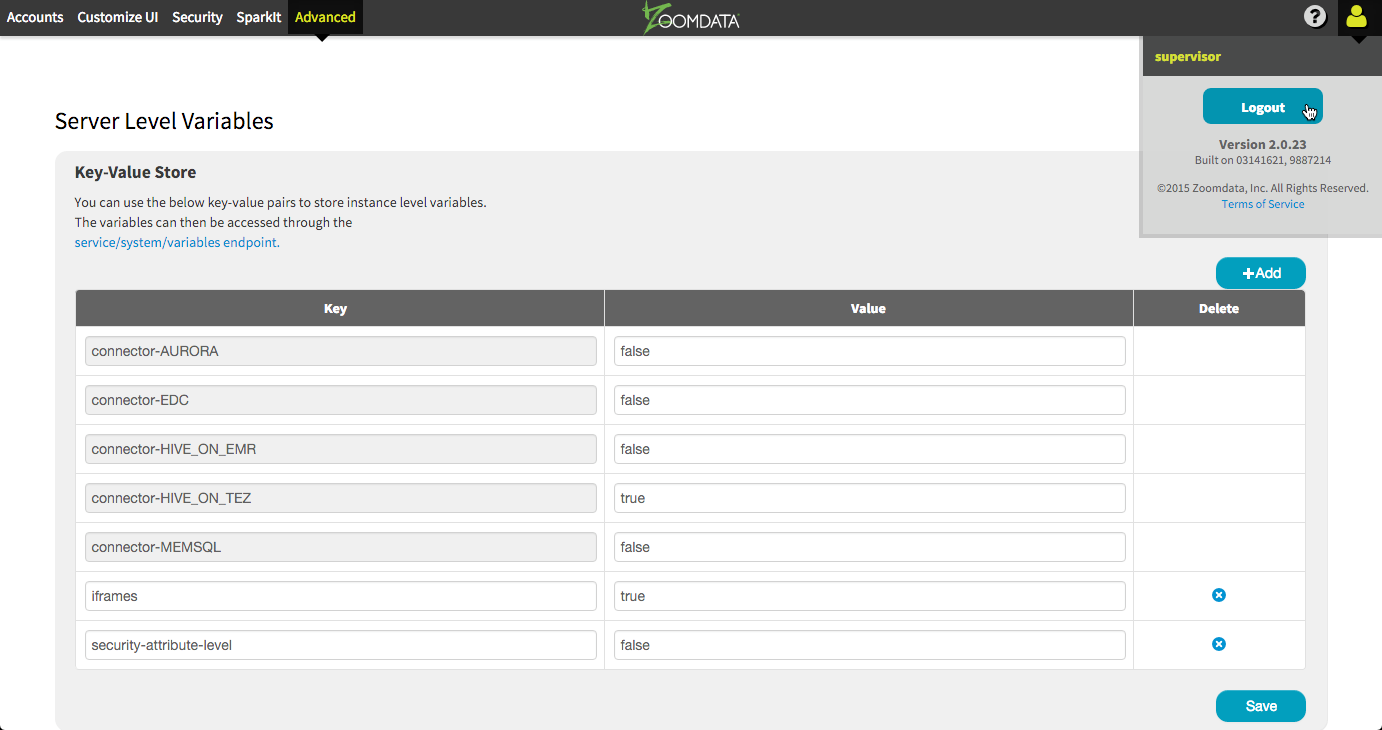 Accounts Customize UI Security SparkIt Advanced
ZOOMDATA
?
supervisor
Logout
Version 2.0.23
Built on 03141621, 9887214
©2015 Zoomdata, Inc. All Rights Reserved.
Terms of Service
Server Level Variables
Key-Value Store
You can use the below key-value pairs to store instance level variables.
The variables can then be accessed through the
service/system/variables endpoint.
+Add
Key Value Delete
connector-AURORA false
connector-EDC false
connector-HIVE_ON_EMR false
connector-HIVE_ON_TEZ true
connector-MEMSQL false
iframes true
security-attribute-level false
Save